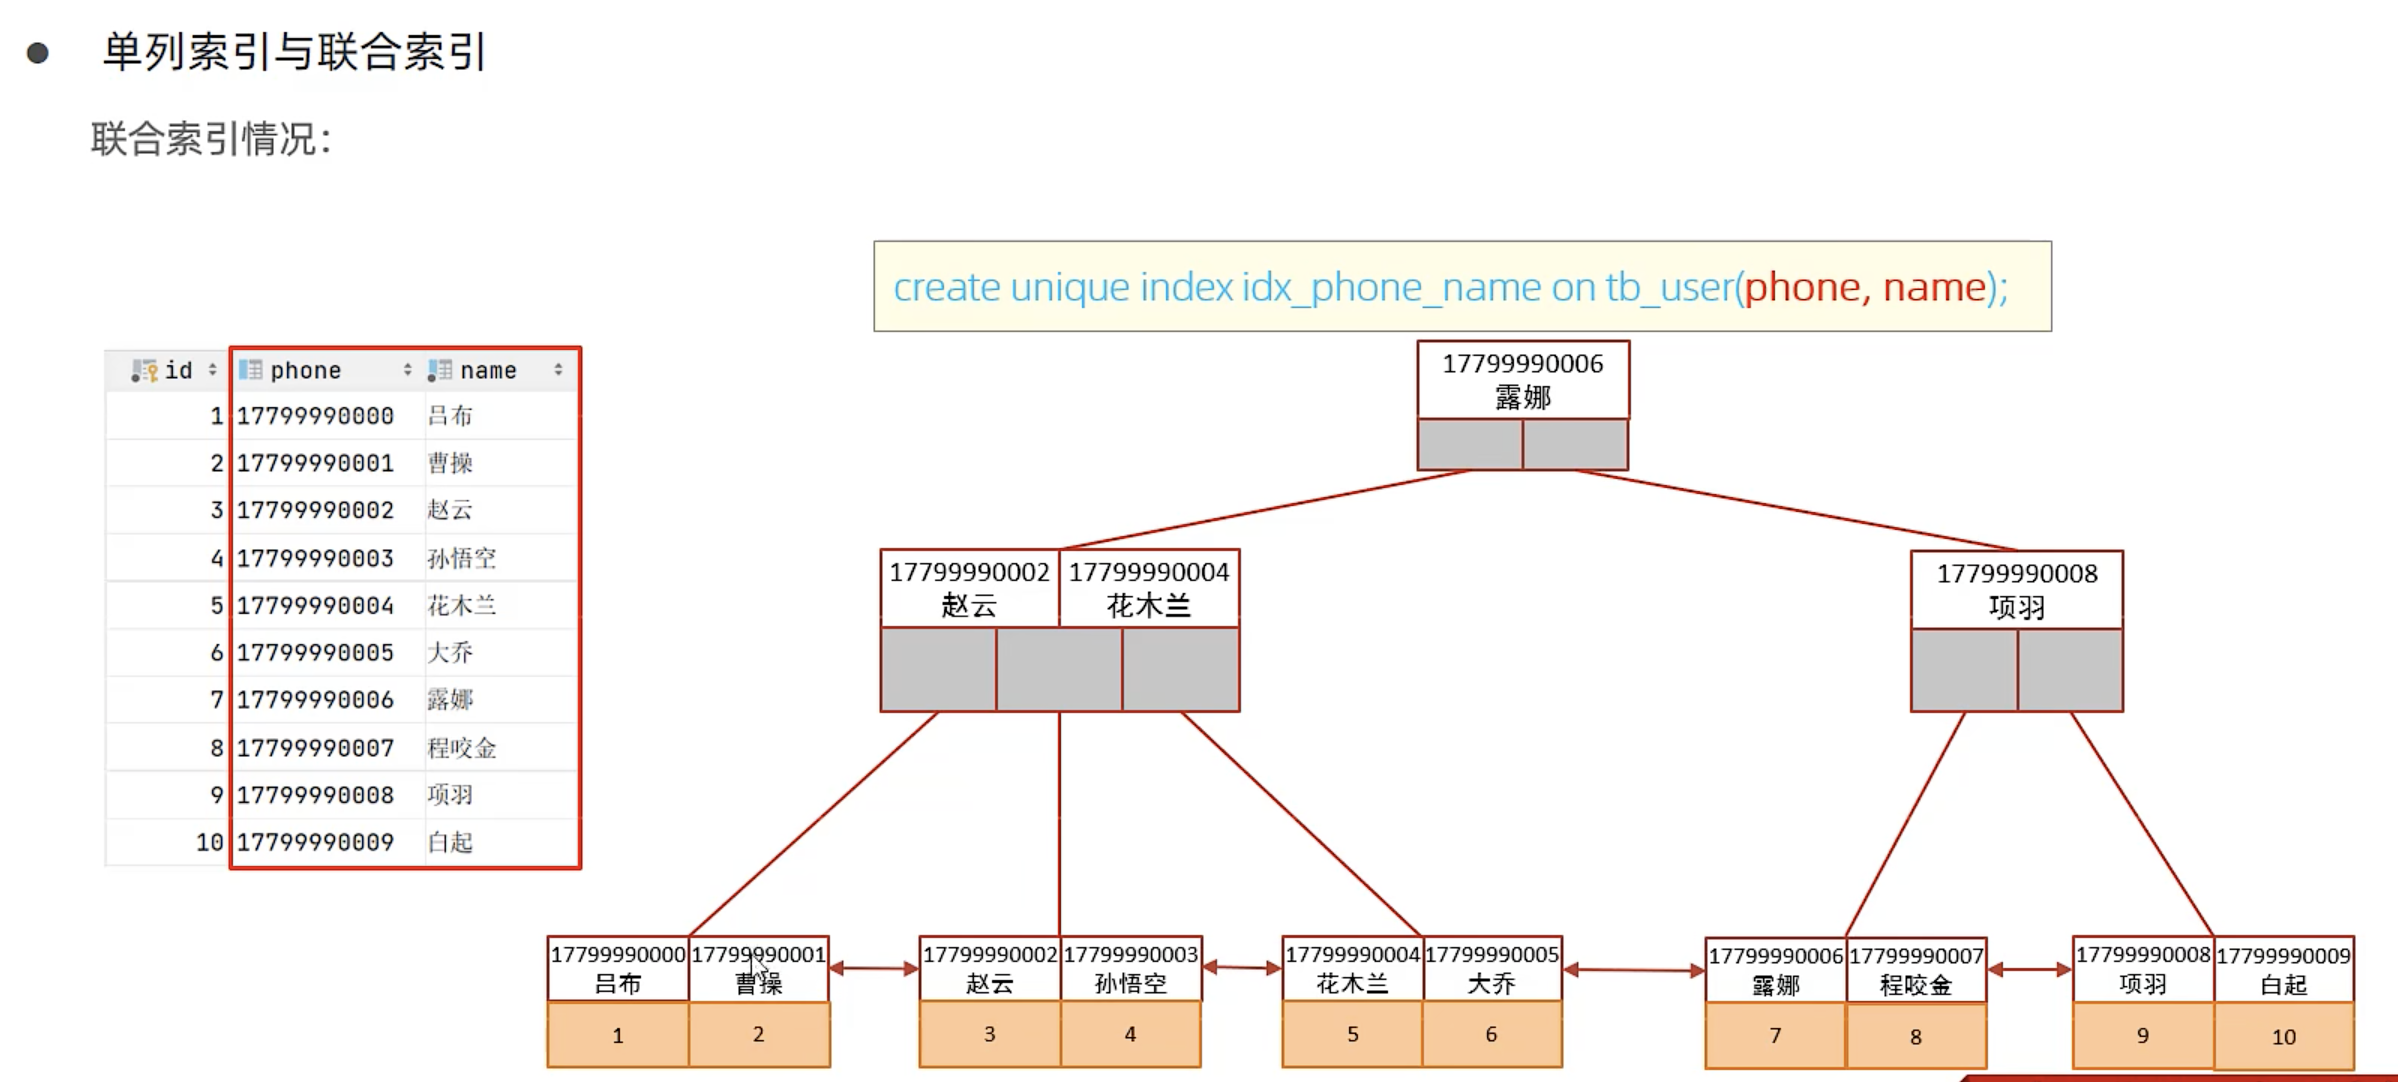 ● 单列索引与联合索引
联合索引情况：
create unique index idx_phone_name on tb_user(phone, name);
id phone name
1 17799990000 吕布
2 17799990001 曹操
3 17799990002 赵云
4 17799990003 孙悟空
5 17799990004 花木兰
6 17799990005 大乔
7 17799990006 露娜
8 17799990007 程咬金
9 17799990008 项羽
10 17799990009 白起
17799990006
露娜
17799990002 17799990004
赵云 花木兰
17799990008
项羽
17799990000 17799990001
吕布 曹操
1 2
17799990002 17799990003
赵云 孙悟空
3 4
17799990004 17799990005
花木兰 大乔
5 6
17799990006 17799990007
露娜 程咬金
7 8
17799990008 17799990009
项羽 白起
9 10